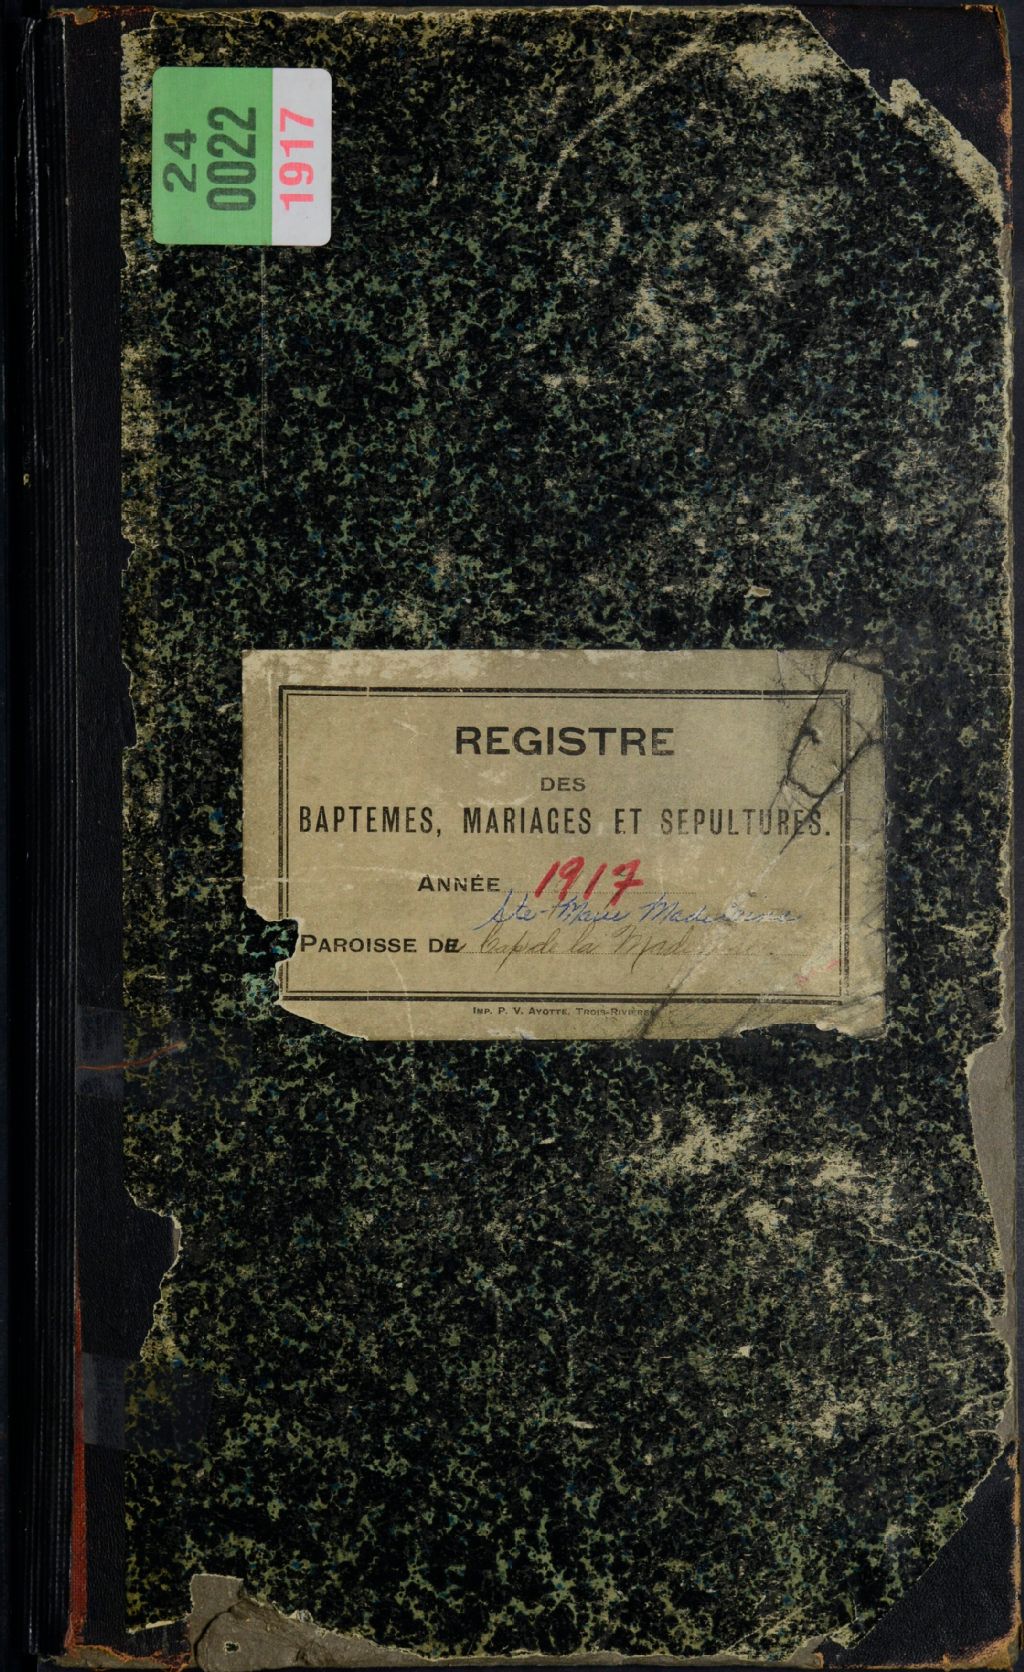 24
0022
1917
REGISTRE
DES
BAPTEMES, MARIAGES ET SEPULTURES.
ANNÉE 1917
Ste-Marie Madeleine
PAROISSE DE Cap de la Madeleine.
IMP. P. V. AYOTTE, TROIS-RIVIÈRES